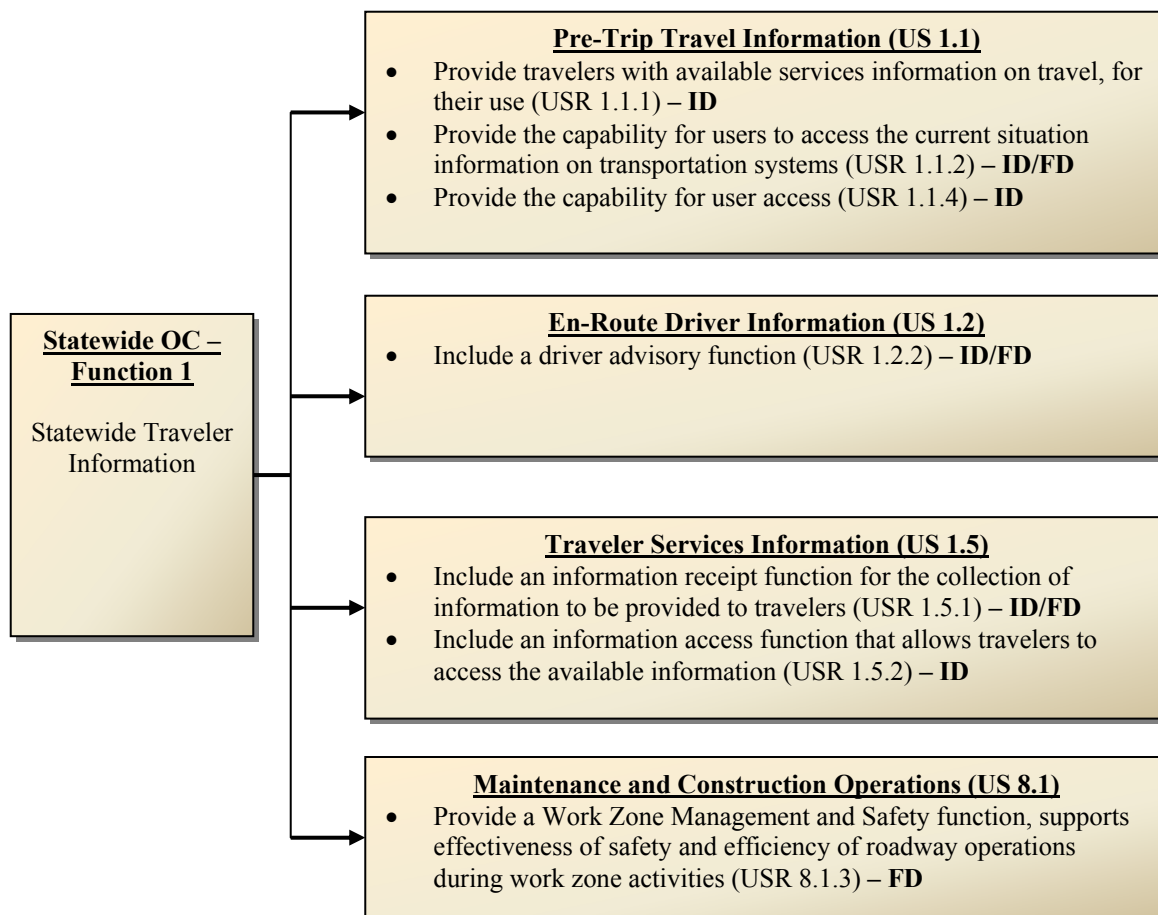 Statewide OC –
Function 1
Statewide Traveler
Information
Pre-Trip Travel Information (US 1.1)
• Provide travelers with available services information on travel, for
their use (USR 1.1.1) – ID
• Provide the capability for users to access the current situation
information on transportation systems (USR 1.1.2) – ID/FD
• Provide the capability for user access (USR 1.1.4) – ID
En-Route Driver Information (US 1.2)
• Include a driver advisory function (USR 1.2.2) – ID/FD
Traveler Services Information (US 1.5)
• Include an information receipt function for the collection of
information to be provided to travelers (USR 1.5.1) – ID/FD
• Include an information access function that allows travelers to
access the available information (USR 1.5.2) – ID
Maintenance and Construction Operations (US 8.1)
• Provide a Work Zone Management and Safety function, supports
effectiveness of safety and efficiency of roadway operations
during work zone activities (USR 8.1.3) – FD